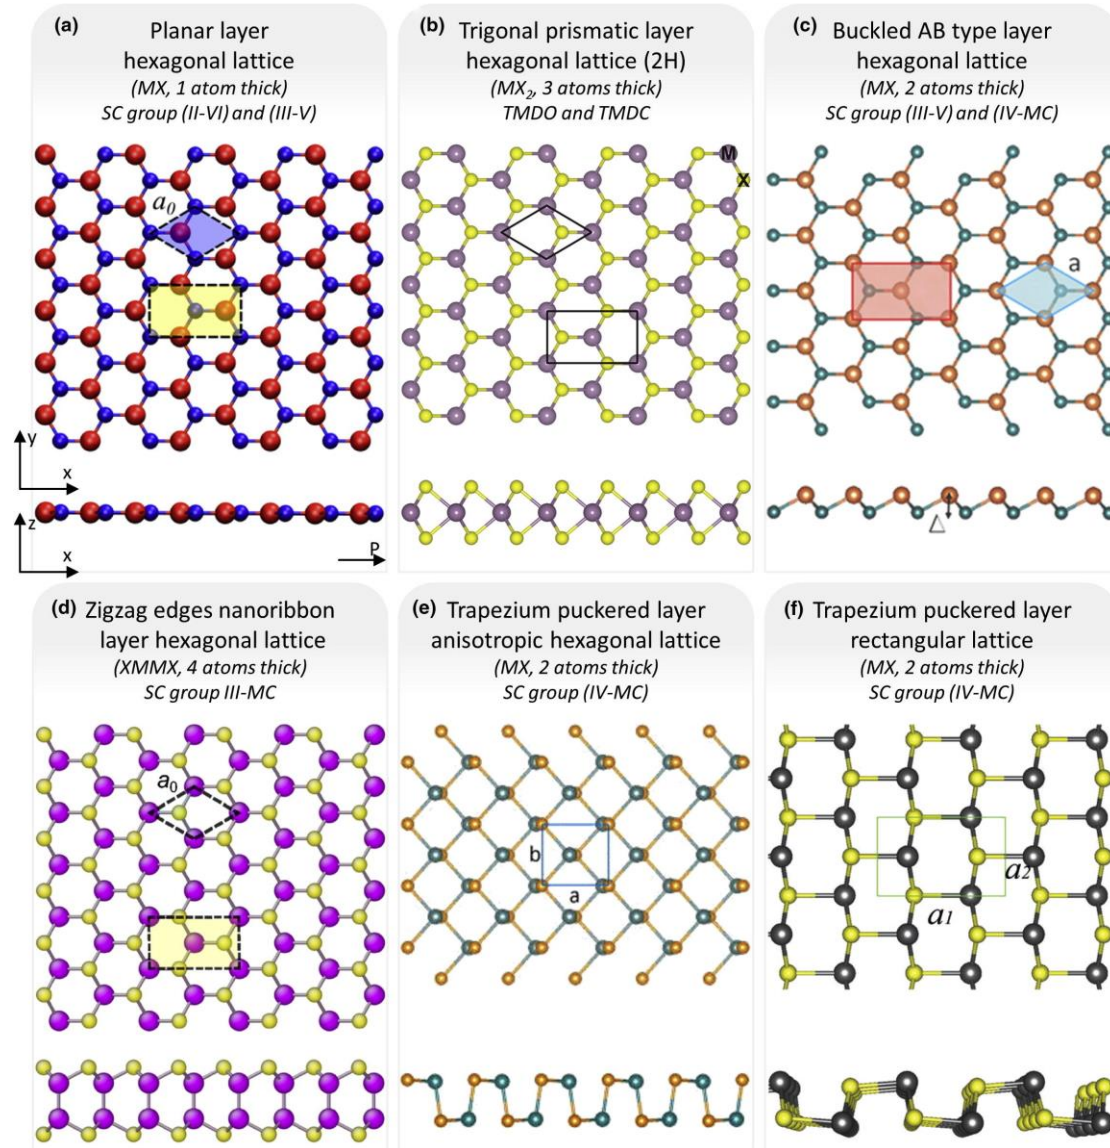 (a) Planar layer
hexagonal lattice
(MX, 1 atom thick)
SC group (II-VI) and (III-V)
a0
y
x
z
x
P
(b) Trigonal prismatic layer
hexagonal lattice (2H)
(MX2, 3 atoms thick)
TMDO and TMDC
M
X
(c) Buckled AB type layer
hexagonal lattice
(MX, 2 atoms thick)
SC group (III-V) and (IV-MC)
a
△
(d) Zigzag edges nanoribbon
layer hexagonal lattice
(XMMX, 4 atoms thick)
SC group III-MC
a0
(e) Trapezium puckered layer
anisotropic hexagonal lattice
(MX, 2 atoms thick)
SC group (IV-MC)
b
a
(f) Trapezium puckered layer
rectangular lattice
(MX, 2 atoms thick)
SC group (IV-MC)
a2
a1